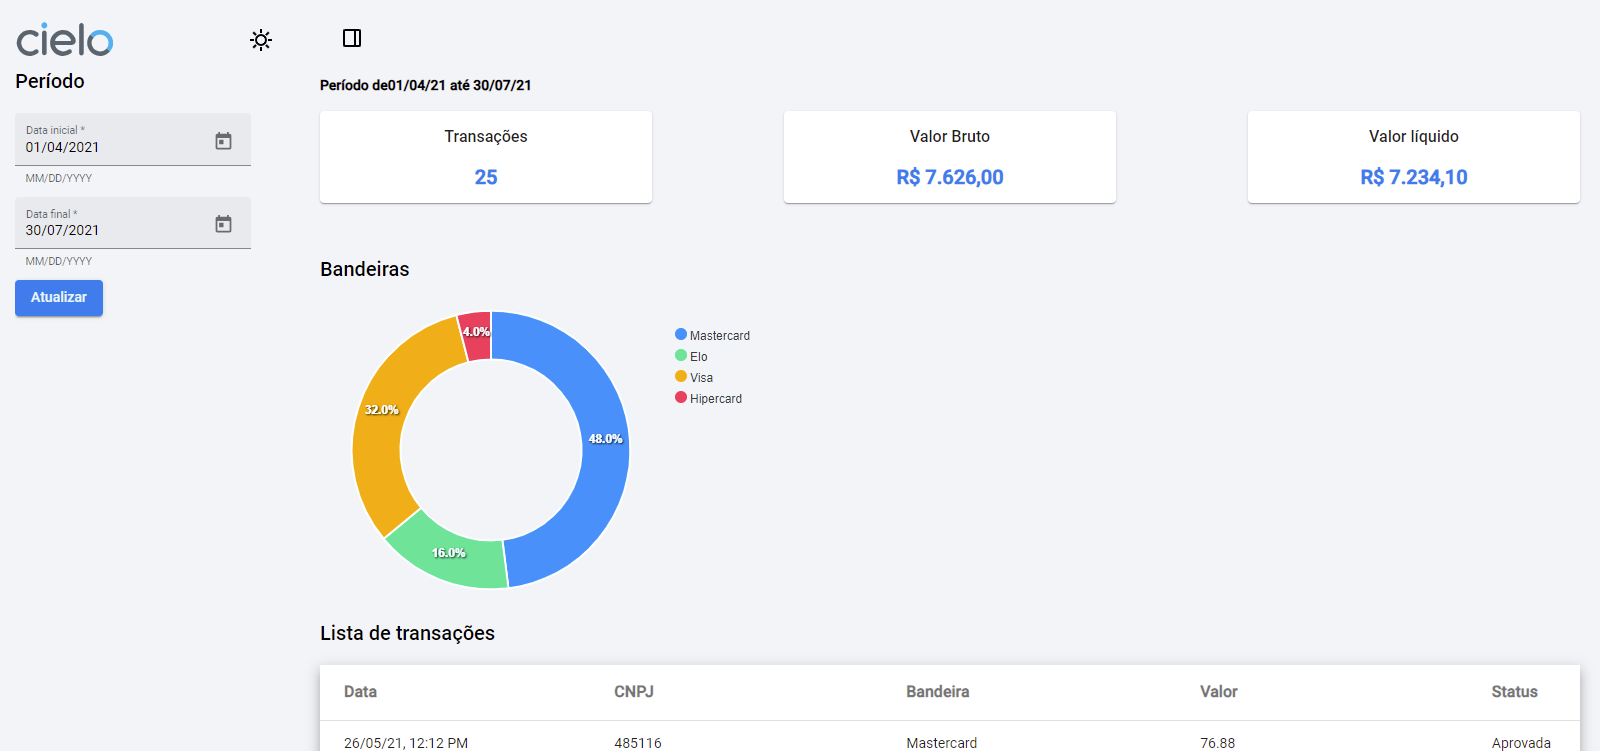 cielo
Período
Data inicial *
01/04/2021
MM/DD/YYYY
Data final *
30/07/2021
MM/DD/YYYY
Atualizar
Período de01/04/21 até 30/07/21
Transações
25
Valor Bruto
R$ 7.626,00
Valor líquido
R$ 7.234,10
Bandeiras
4.0%
32.0%
48.0%
16.0%
Mastercard
Elo
Visa
Hipercard
Lista de transações
Data CNPJ Bandeira Valor Status
26/05/21, 12:12 PM 485116 Mastercard 76.88 Aprovada